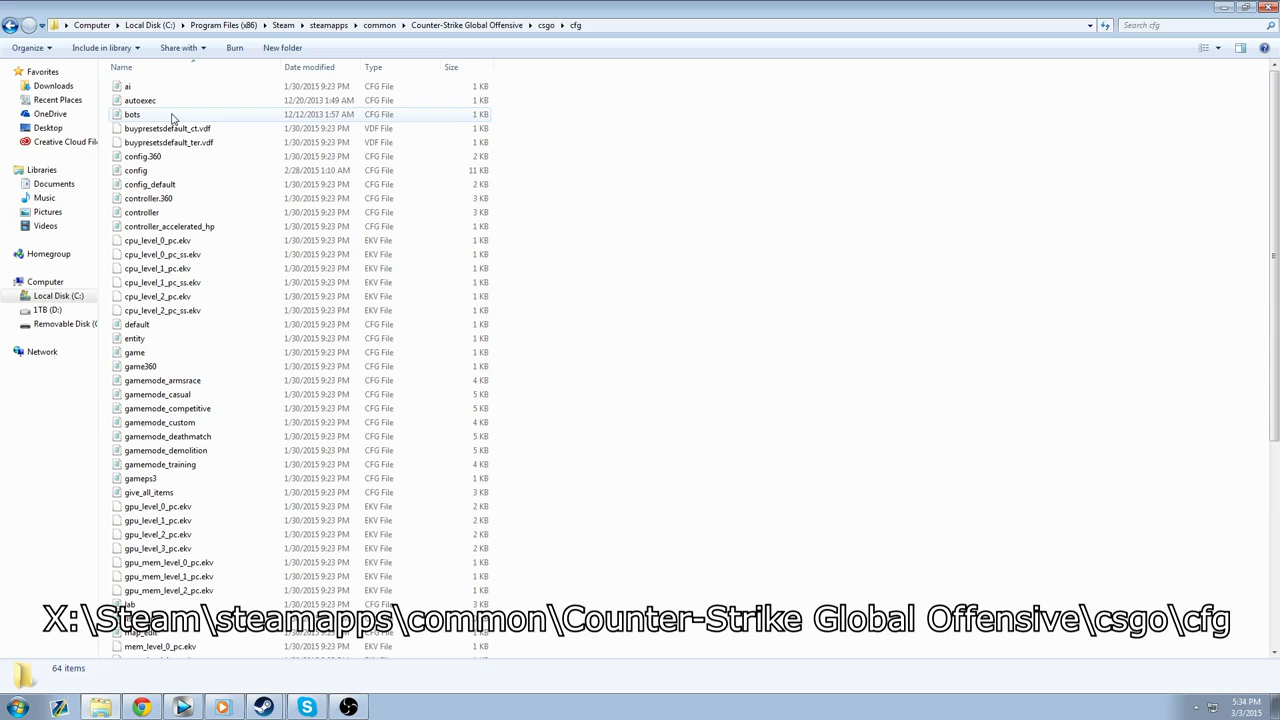 Computer ▸ Local Disk (C:) ▸ Program Files (x86) ▸ Steam ▸ steamapps ▸ common ▸ Counter-Strike Global Offensive ▸ csgo ▸ cfg
Search cfg
Organize Include in library Share with Burn New folder
Name Date modified Type Size
Favorites
Downloads
Recent Places
OneDrive
Desktop
Creative Cloud Fil
Libraries
Documents
Music
Pictures
Videos
Homegroup
Computer
Local Disk (C:)
1TB (D:)
Removable Disk (
Network
ai 1/30/2015 9:23 PM CFG File 1 KB
autoexec 12/20/2013 1:49 AM CFG File 1 KB
bots 12/12/2013 1:57 AM CFG File 1 KB
buypresetsdefault_ct.vdf 1/30/2015 9:23 PM VDF File 1 KB
buypresetsdefault_ter.vdf 1/30/2015 9:23 PM VDF File 1 KB
config.360 1/30/2015 9:23 PM CFG File 2 KB
config 2/28/2015 1:10 AM CFG File 11 KB
config_default 1/30/2015 9:23 PM CFG File 2 KB
controller.360 1/30/2015 9:23 PM CFG File 3 KB
controller 1/30/2015 9:23 PM CFG File 3 KB
controller_accelerated_hp 1/30/2015 9:23 PM CFG File 1 KB
cpu_level_0_pc.ekv 1/30/2015 9:23 PM EKV File 1 KB
cpu_level_0_pc_ss.ekv 1/30/2015 9:23 PM EKV File 1 KB
cpu_level_1_pc.ekv 1/30/2015 9:23 PM EKV File 1 KB
cpu_level_1_pc_ss.ekv 1/30/2015 9:23 PM EKV File 1 KB
cpu_level_2_pc.ekv 1/30/2015 9:23 PM EKV File 1 KB
cpu_level_2_pc_ss.ekv 1/30/2015 9:23 PM EKV File 1 KB
default 1/30/2015 9:23 PM CFG File 1 KB
entity 1/30/2015 9:23 PM CFG File 1 KB
game 1/30/2015 9:23 PM CFG File 1 KB
game360 1/30/2015 9:23 PM CFG File 1 KB
gamemode_armsrace 1/30/2015 9:23 PM CFG File 4 KB
gamemode_casual 1/30/2015 9:23 PM CFG File 5 KB
gamemode_competitive 1/30/2015 9:23 PM CFG File 5 KB
gamemode_custom 1/30/2015 9:23 PM CFG File 4 KB
gamemode_deathmatch 1/30/2015 9:23 PM CFG File 5 KB
gamemode_demolition 1/30/2015 9:23 PM CFG File 5 KB
gamemode_training 1/30/2015 9:23 PM CFG File 4 KB
gameps3 1/30/2015 9:23 PM CFG File 1 KB
give_all_items 1/30/2015 9:23 PM CFG File 3 KB
gpu_level_0_pc.ekv 1/30/2015 9:23 PM EKV File 2 KB
gpu_level_1_pc.ekv 1/30/2015 9:23 PM EKV File 2 KB
gpu_level_2_pc.ekv 1/30/2015 9:23 PM EKV File 2 KB
gpu_level_3_pc.ekv 1/30/2015 9:23 PM EKV File 2 KB
gpu_mem_level_0_pc.ekv 1/30/2015 9:23 PM EKV File 1 KB
gpu_mem_level_1_pc.ekv 1/30/2015 9:23 PM EKV File 1 KB
gpu_mem_level_2_pc.ekv 1/30/2015 9:23 PM EKV File 1 KB
lab 1/30/2015 9:23 PM CFG File 3 KB
X:\Steam\steamapps\common\Counter-Strike Global Offensive\csgo\cfg
map_edit
mem_level_0_pc.ekv 1/30/2015 9:23 PM EKV File 1 KB
64 items
5:34 PM
3/3/2015